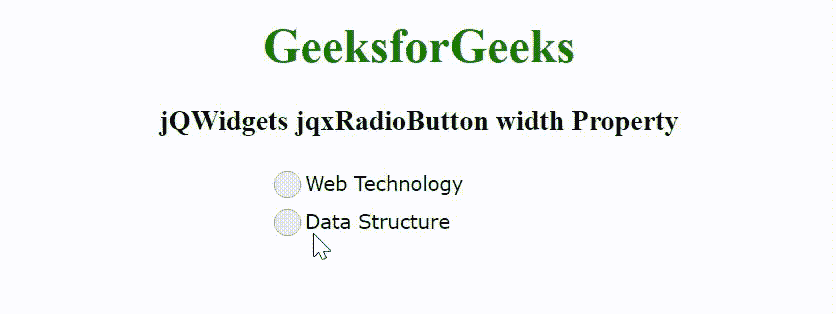 GeeksforGeeks
jQWidgets jqxRadioButton width Property
Web Technology
Data Structure